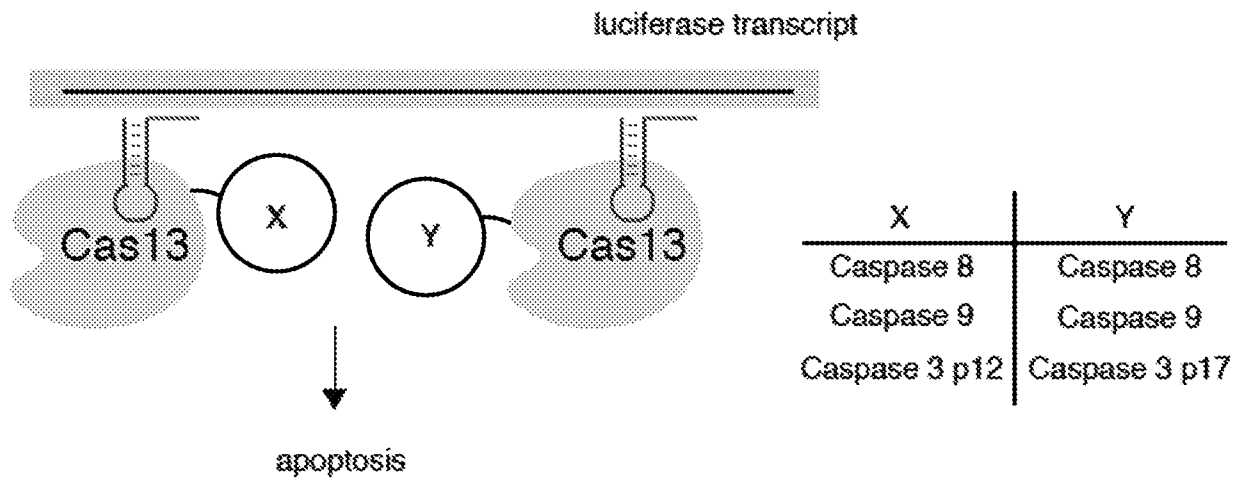 luciferase transcript
X
Y
Cas13
Cas13
X Y
Caspase 8 Caspase 8
Caspase 9 Caspase 9
Caspase 3 p12 Caspase 3 p17
apoptosis